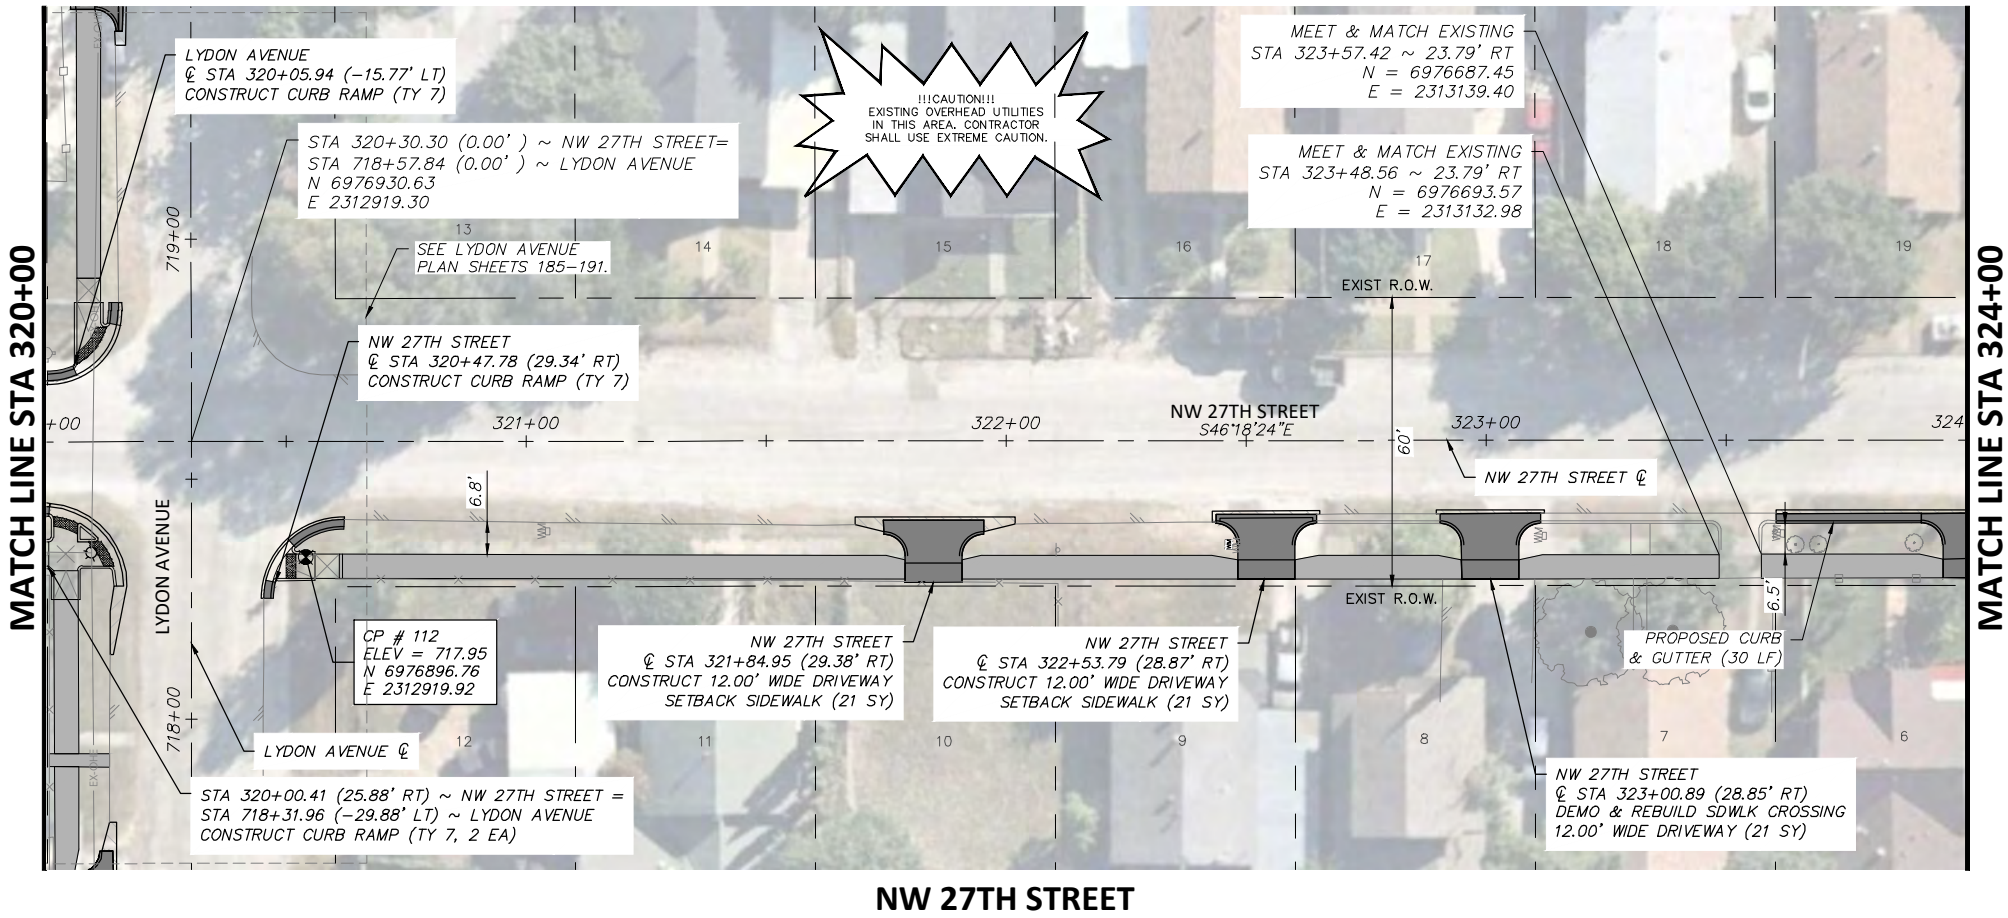 LYDON AVENUE
℄ STA 320+05.94 (-15.77' LT)
CONSTRUCT CURB RAMP (TY 7)
STA 320+30.30 (0.00' ) ~ NW 27TH STREET=
STA 718+57.84 (0.00' ) ~ LYDON AVENUE
N 6976930.63
E 2312919.30
!!!CAUTION!!!
EXISTING OVERHEAD UTILITIES
IN THIS AREA. CONTRACTOR
SHALL USE EXTREME CAUTION.
MEET & MATCH EXISTING
STA 323+57.42 ~ 23.79' RT
N = 6976687.45
E = 2313139.40
MEET & MATCH EXISTING
STA 323+48.56 ~ 23.79' RT
N = 6976693.57
E = 2313132.98
719+00
13
14
15
16
17
18
19
SEE LYDON AVENUE
PLAN SHEETS 185-191.
EXIST R.O.W.
MATCH LINE STA 320+00
MATCH LINE STA 324+00
NW 27TH STREET
℄ STA 320+47.78 (29.34' RT)
CONSTRUCT CURB RAMP (TY 7)
+00
321+00
322+00
NW 27TH STREET
S46°18'24"E
323+00
324
60'
NW 27TH STREET ℄
6.8'
LYDON AVENUE
WM
WM
WM
WM
WM
6.5'
EXIST R.O.W.
CP # 112
ELEV = 717.95
N 6976896.76
E 2312919.92
NW 27TH STREET
℄ STA 321+84.95 (29.38' RT)
CONSTRUCT 12.00' WIDE DRIVEWAY
SETBACK SIDEWALK (21 SY)
NW 27TH STREET
℄ STA 322+53.79 (28.87' RT)
CONSTRUCT 12.00' WIDE DRIVEWAY
SETBACK SIDEWALK (21 SY)
PROPOSED CURB
& GUTTER (30 LF)
718+00
LYDON AVENUE ℄
12
11
10
9
8
7
6
EX-OHE
STA 320+00.41 (25.88' RT) ~ NW 27TH STREET =
STA 718+31.96 (-29.88' LT) ~ LYDON AVENUE
CONSTRUCT CURB RAMP (TY 7, 2 EA)
NW 27TH STREET
℄ STA 323+00.89 (28.85' RT)
DEMO & REBUILD SDWLK CROSSING
12.00' WIDE DRIVEWAY (21 SY)
NW 27TH STREET